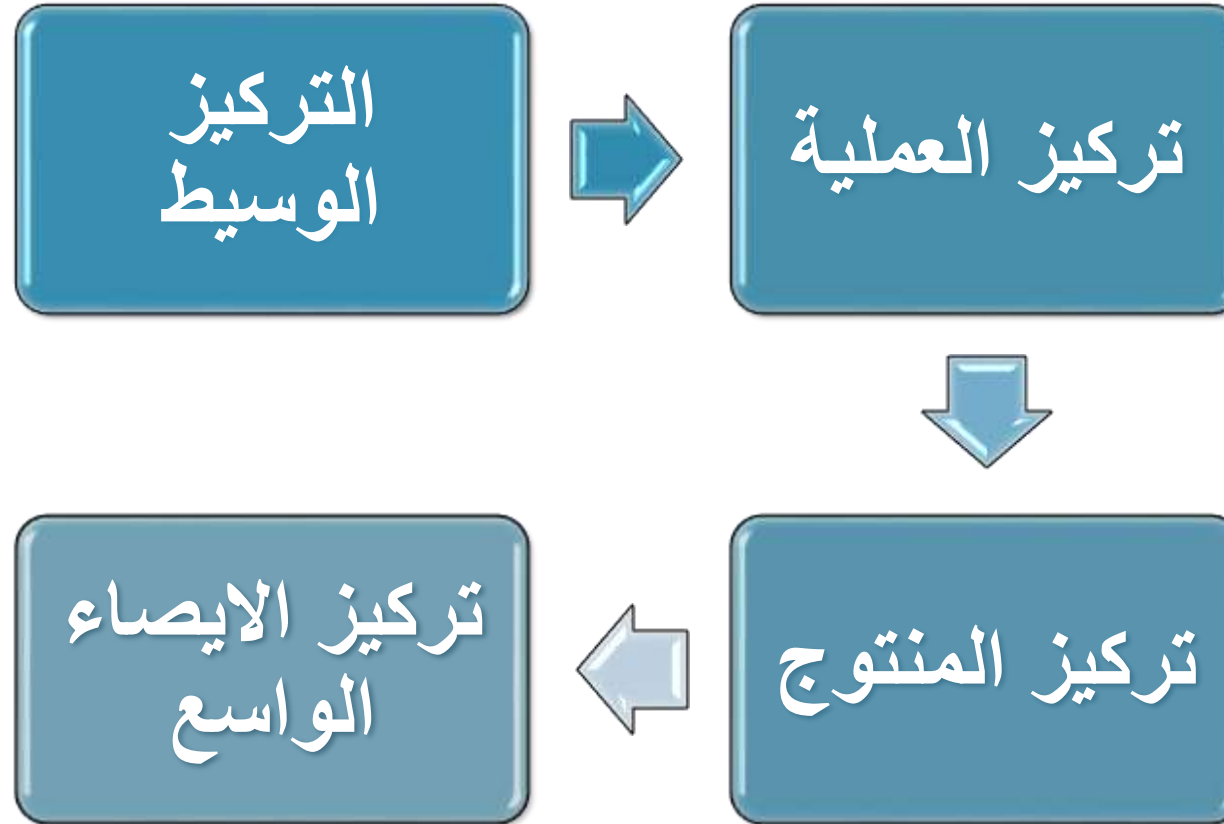 التركيز
الوسيط
تركيز العملية
تركيز المنتوج
تركيز الايصاء
الواسع